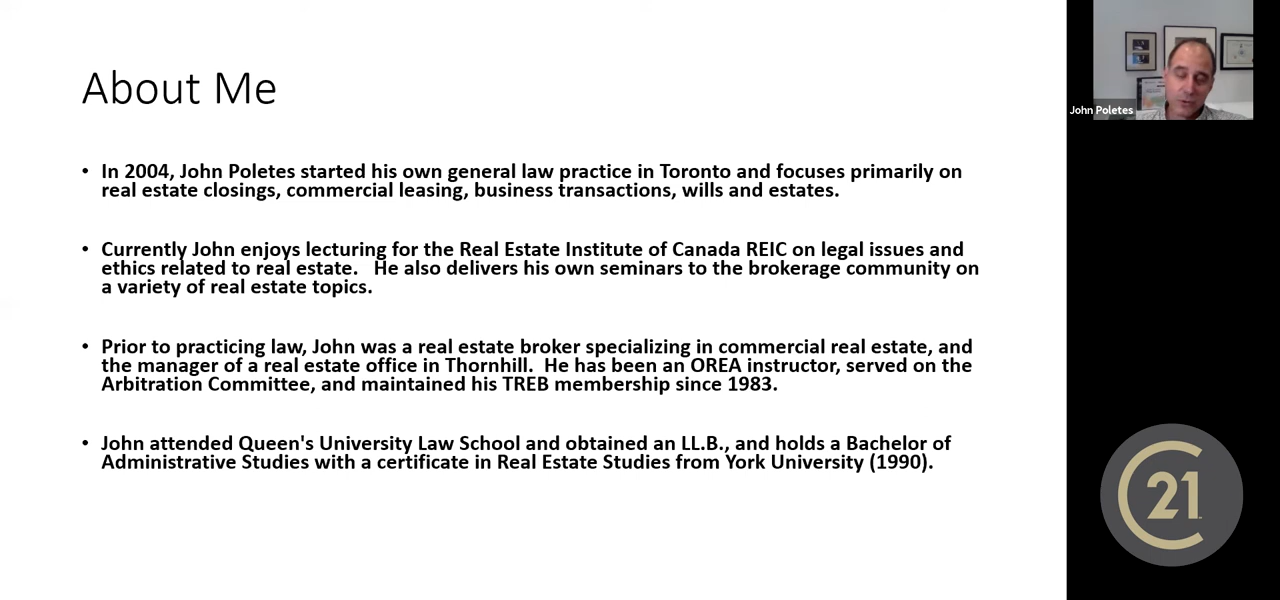 About Me
• In 2004, John Poletes started his own general law practice in Toronto and focuses primarily on
real estate closings, commercial leasing, business transactions, wills and estates.
• Currently John enjoys lecturing for the Real Estate Institute of Canada REIC on legal issues and
ethics related to real estate.   He also delivers his own seminars to the brokerage community on
a variety of real estate topics.
• Prior to practicing law, John was a real estate broker specializing in commercial real estate, and
the manager of a real estate office in Thornhill.  He has been an OREA instructor, served on the
Arbitration Committee, and maintained his TREB membership since 1983.
• John attended Queen's University Law School and obtained an LL.B., and holds a Bachelor of
Administrative Studies with a certificate in Real Estate Studies from York University (1990).
John Poletes
C21